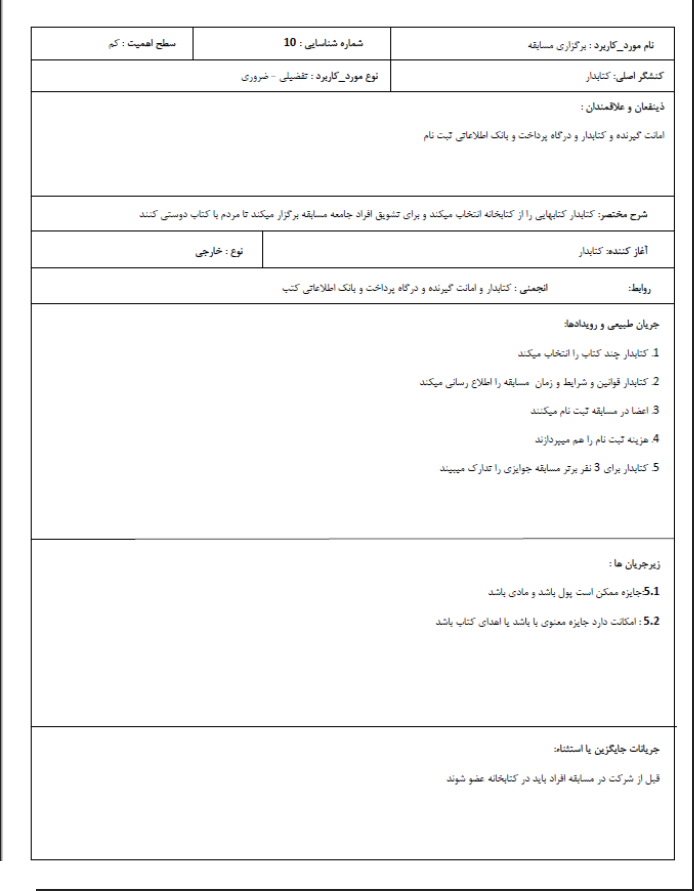 نام مورد_کاربرد : برگزاری مسابقه
شماره شناسایی : 10
سطح اهمیت : کم
کنشگر اصلی: کتابدار
نوع مورد_کاربرد : تفضیلی - ضروری
ذینفعان و علاقمندان :
امانت گیرنده و کتابدار و درگاه پرداخت و بانک اطلاعاتی ثبت نام
شرح مختصر: کتابدار کتابهایی را از کتابخانه انتخاب میکند و برای تشویق افراد جامعه مسابقه برگزار میکند تا مردم با کتاب دوستی کنند
آغاز کننده: کتابدار
نوع : خارجی
روابط: انجمنی : کتابدار و امانت گیرنده و درگاه پرداخت و بانک اطلاعاتی کتب
جریان طبیعی و رویدادها:
1. کتابدار چند کتاب را انتخاب میکند
2. کتابدار قوانین و شرایط و زمان مسابقه را اطلاع رسانی میکند
3. اعضا در مسابقه ثبت نام میکنند
4. هزینه ثبت نام را هم میپردازند
5. کتابدار برای 3 نفر برتر مسابقه جوایزی را تدارک میبیند
زیرجریان ها :
5.1:جایزه ممکن است پول باشد و مادی باشد
5.2 : امکانت دارد جایزه معنوی با باشد یا اهدای کتاب باشد
جریانات جایگزین یا استثناء:
قبل از شرکت در مسابقه افراد باید در کتابخانه عضو شوند